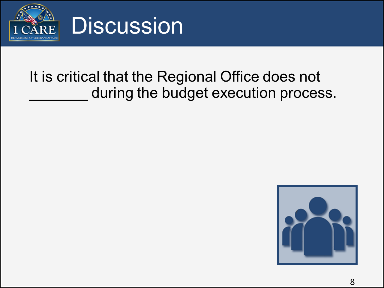 I CARE
Discussion
It is critical that the Regional Office does not
_______ during the budget execution process.
8